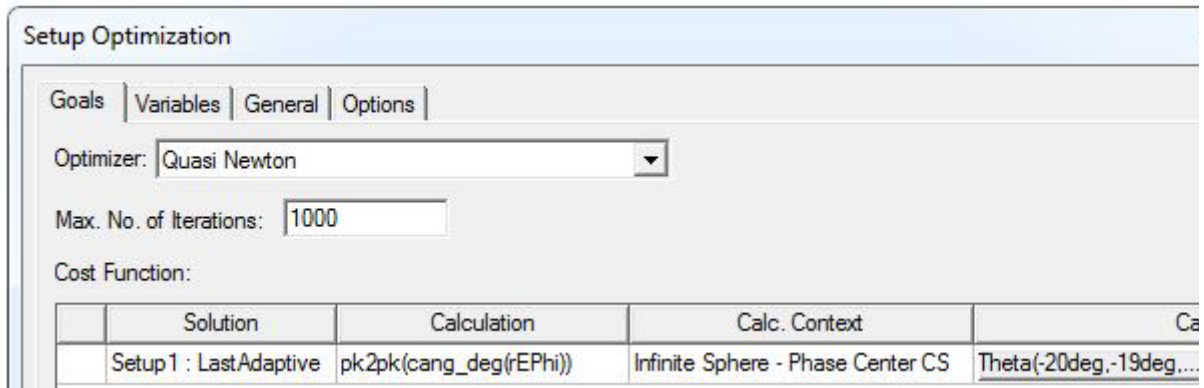 Setup Optimization
Goals Variables General Options
Optimizer: Quasi Newton
Max. No. of Iterations: 1000
Cost Function:
Solution Calculation Calc. Context Ca
Setup1 : LastAdaptive pk2pk(cang_deg(rEPhi)) Infinite Sphere - Phase Center CS Theta(-20deg,-19deg,...